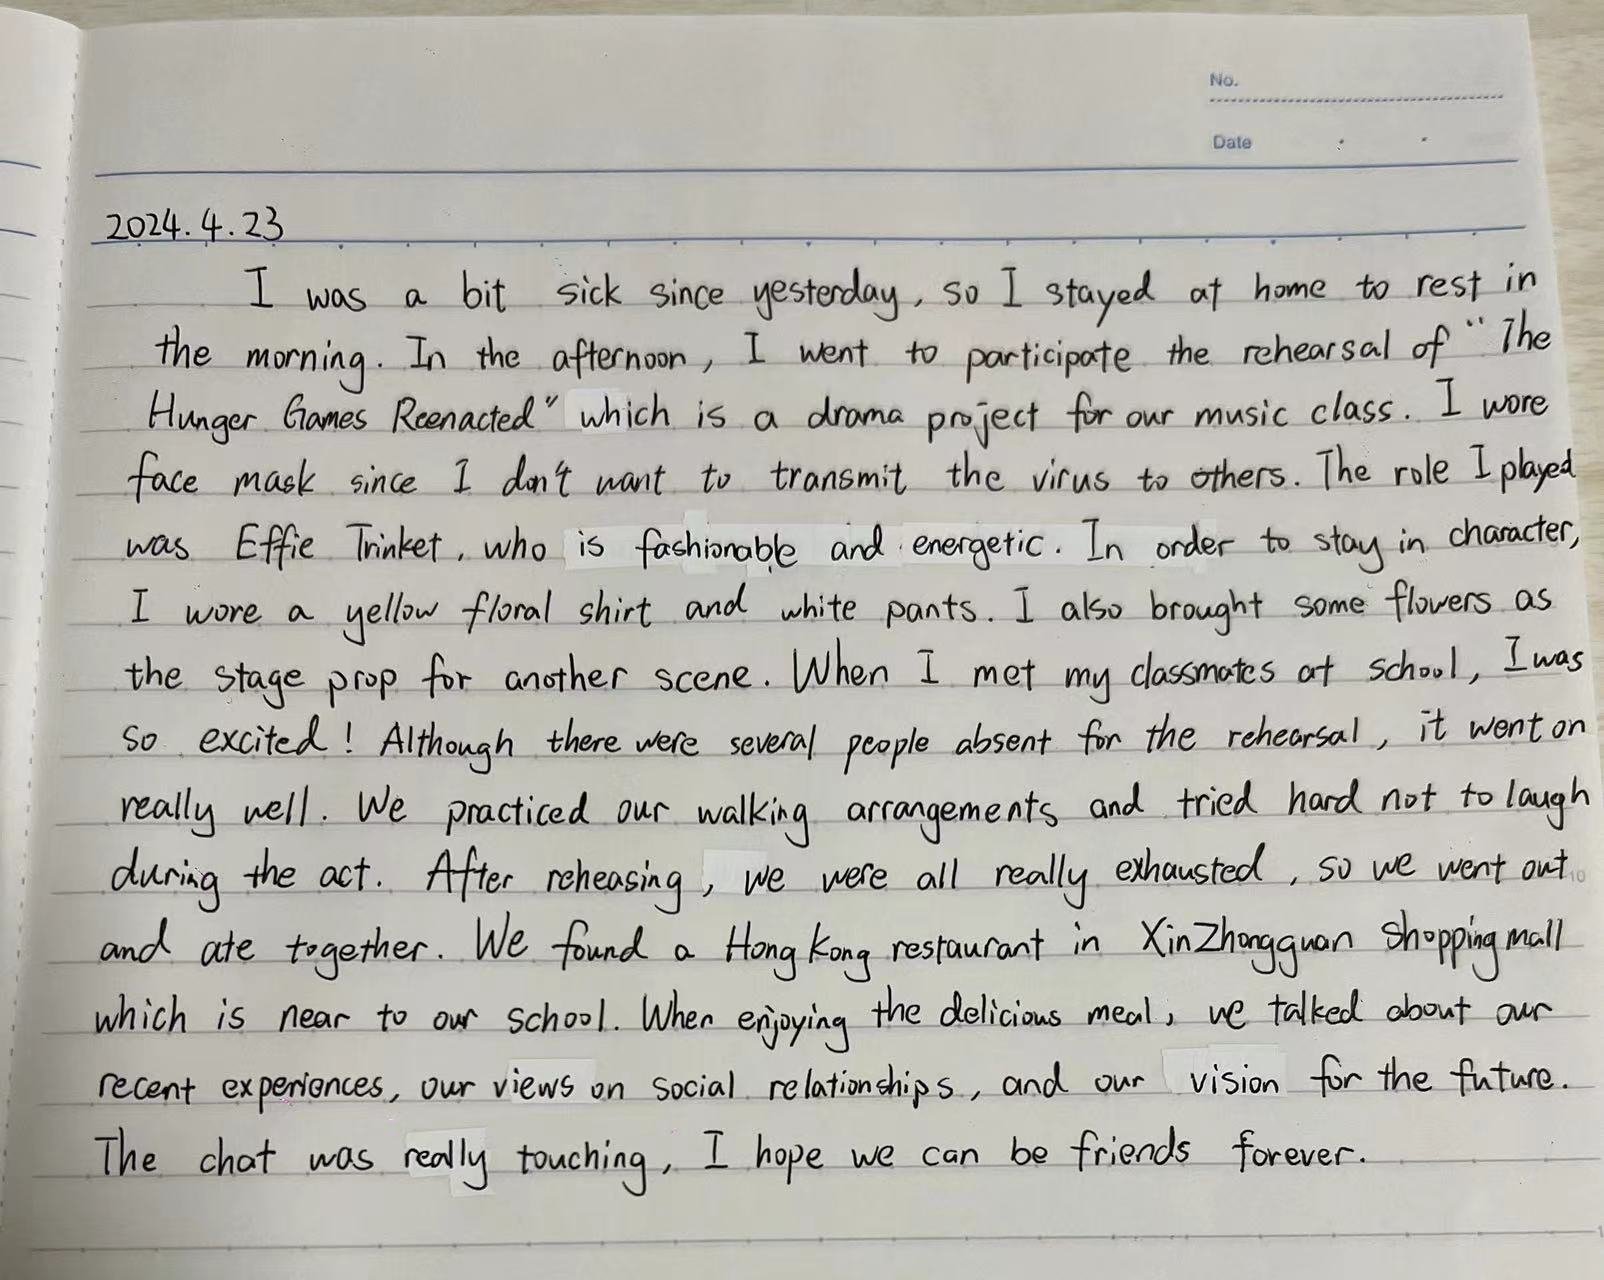 No.
Date
2024.4.23
I was a bit sick since yesterday, so I stayed at home to rest in
the morning. In the afternoon, I went to participate the rehearsal of "The
Hunger Games Reenacted" which is a drama project for our music class. I wore
face mask since I don't want to transmit the virus to others. The role I played
was Effie Trinket, who is fashionable and energetic. In order to stay in character,
I wore a yellow floral shirt and white pants. I also brought some flowers as
the stage prop for another scene. When I met my classmates at school, I was
so excited! Although there were several people absent for the rehearsal, it went on
really well. We practiced our walking arrangements and tried hard not to laugh
during the act. After reheasing, we were all really exhausted, so we went out
and ate together. We found a Hong Kong restaurant in XinZhongguan Shopping mall
which is near to our school. When enjoying the delicious meal, we talked about our
recent experiences, our views on social relationships, and our vision for the future.
The chat was really touching, I hope we can be friends forever.